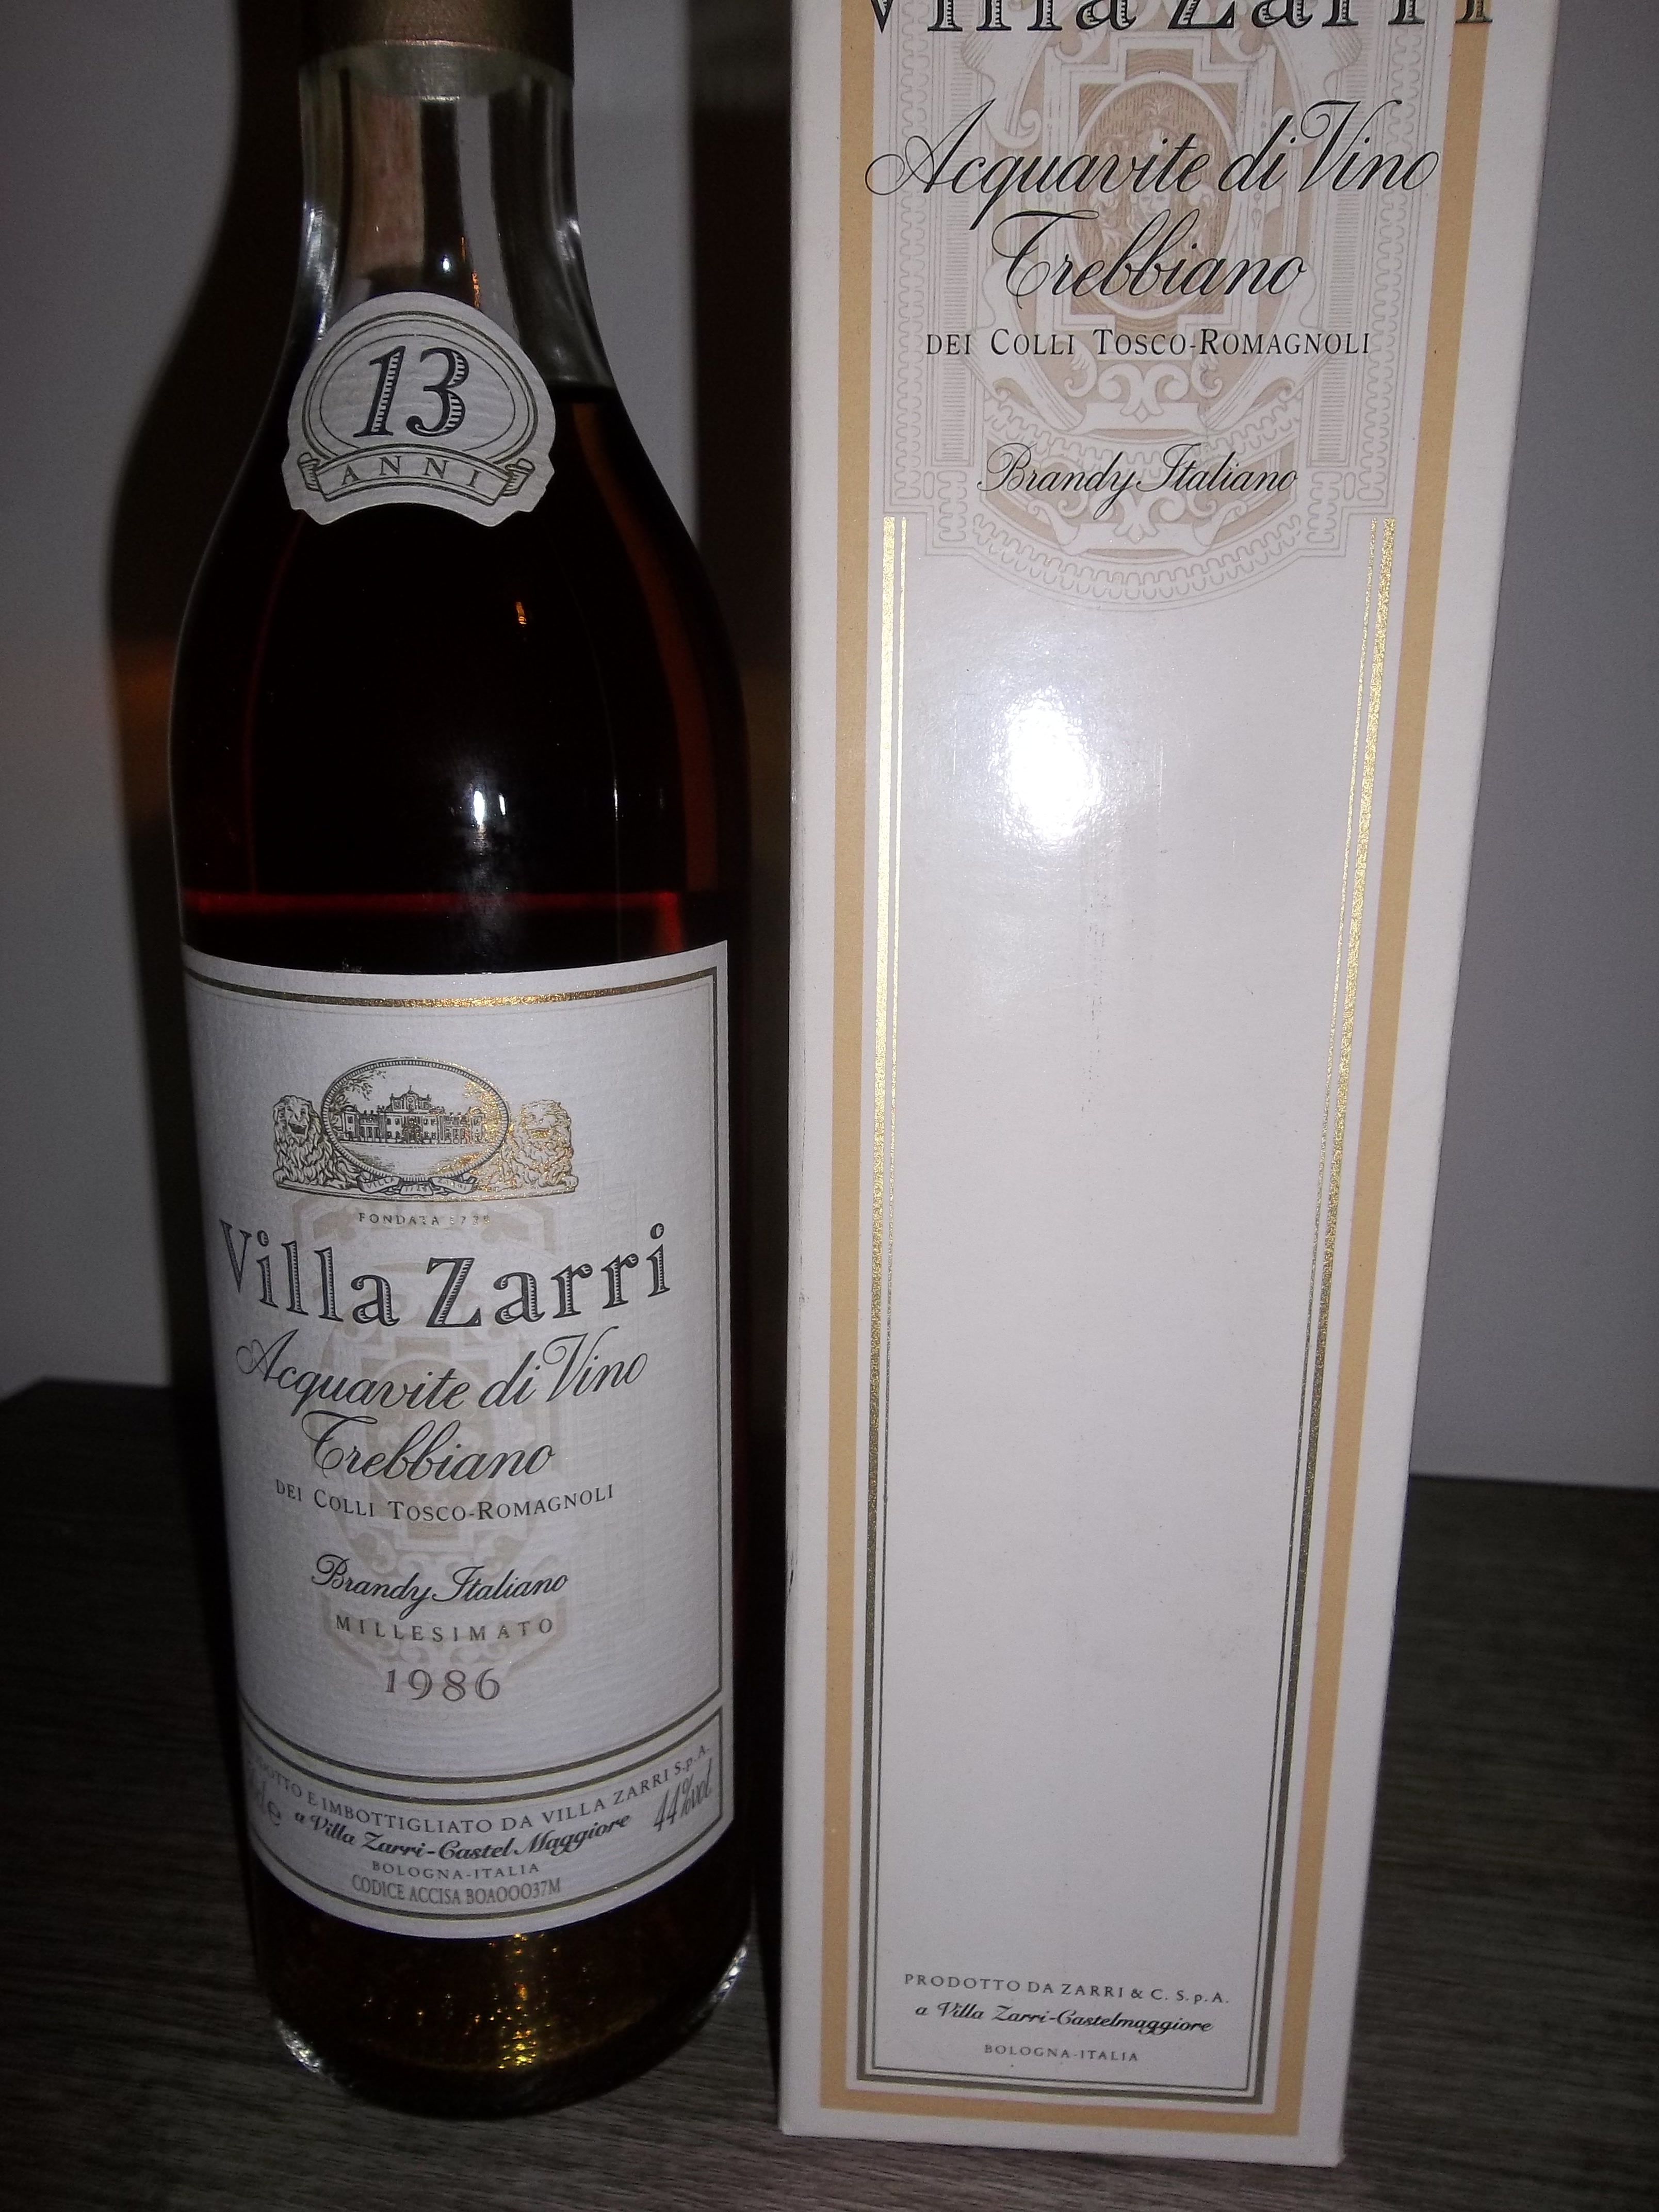 13
ANNI
FONDATA
Villa Zarri
Acquavite di Vino
Trebbiano
DEI COLLI TOSCO-ROMAGNOLI
Brandy Italiano
MILLESIMATO
1986
E IMBOTTIGLIATO DA VILLA ZARRI S.p.A.
a Villa Zarri-Castel Maggiore 44%vol
BOLOGNA-ITALIA
CODICE ACCISA BOA00037M
Villa Zarri
Acquavite di Vino
Trebbiano
DEI COLLI TOSCO-ROMAGNOLI
Brandy Italiano
PRODOTTO DA ZARRI & C. S.p.A.
a Villa Zarri-Castelmaggiore
BOLOGNA-ITALIA